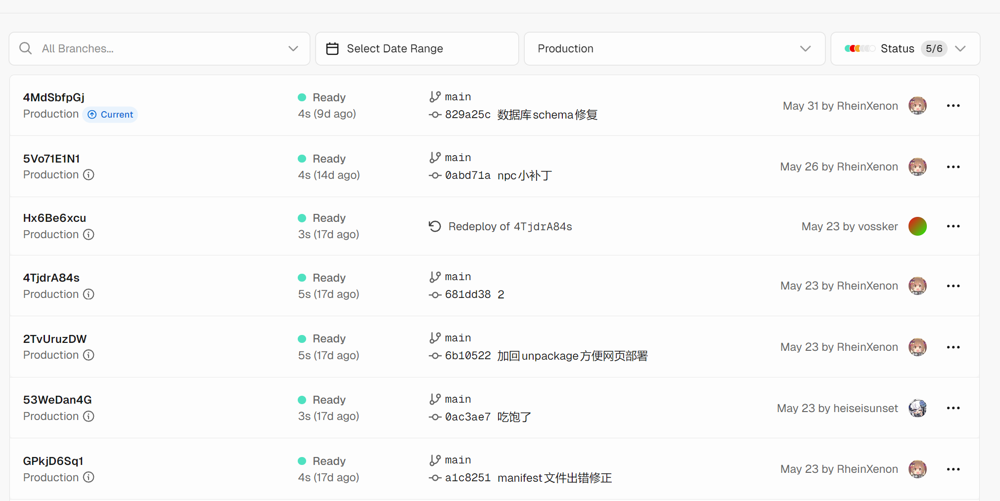 All Branches...
Select Date Range
Production
Status 5/6
4MdSbfpGj
Production Current
Ready
4s (9d ago)
main
829a25c 数据库schema修复
May 31 by RheinXenon
5Vo71E1N1
Production
Ready
4s (14d ago)
main
0abd71a npc小补丁
May 26 by RheinXenon
Hx6Be6xcu
Production
Ready
3s (17d ago)
Redeploy of 4TjdrA84s
May 23 by vossker
4TjdrA84s
Production
Ready
5s (17d ago)
main
681dd38 2
May 23 by RheinXenon
2TvUruzDW
Production
Ready
5s (17d ago)
main
6b10522 加回unpackage方便网页部署
May 23 by RheinXenon
53WeDan4G
Production
Ready
3s (17d ago)
main
0ac3ae7 吃饱了
May 23 by heiseisunset
GPkjD6Sq1
Production
Ready
4s (17d ago)
main
a1c8251 manifest文件出错修正
May 23 by RheinXenon